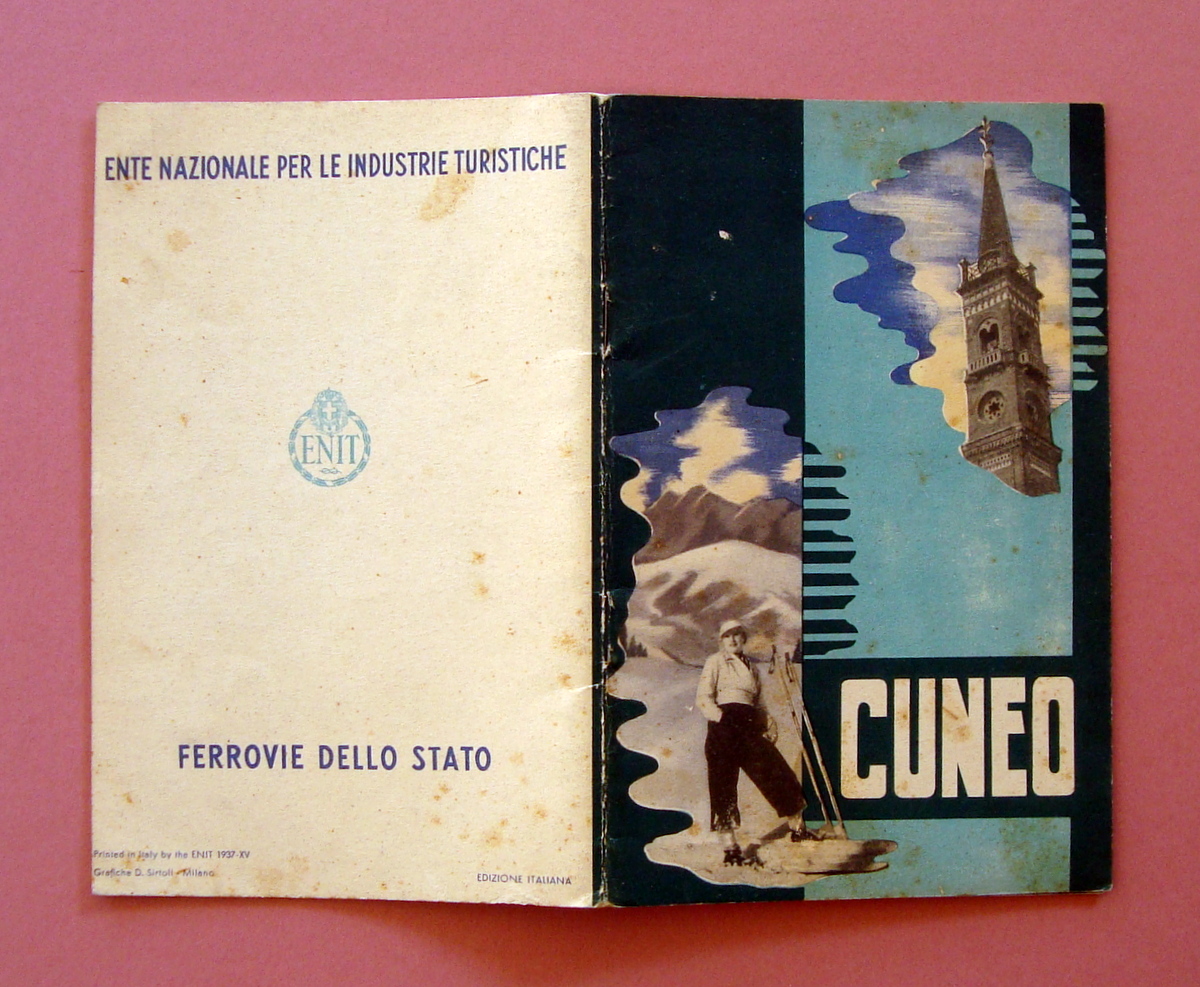 ENTE NAZIONALE PER LE INDUSTRIE TURISTICHE
ENIT
FERROVIE DELLO STATO
Printed in Italy by the ENIT 1937-XV
Grafiche D. Sirtoli - Milano
EDIZIONE ITALIANA
CUNEO